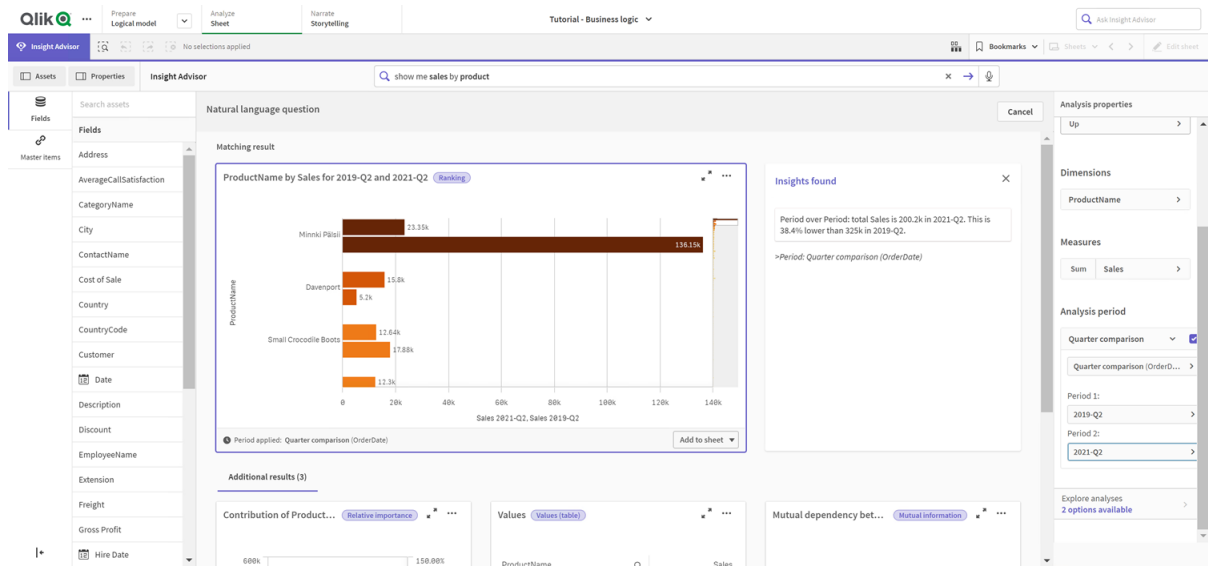 Qlik
Prepare
Logical model
Analyze
Sheet
Narrate
Storytelling
Tutorial - Business logic
Ask Insight Advisor
Insight Advisor
No selections applied
Bookmarks
Sheets
Edit sheet
Assets
Properties
Insight Advisor
show me sales by product
Fields
Master items
Search assets
Fields
Address
AverageCallSatisfaction
CategoryName
City
ContactName
Cost of Sale
Country
CountryCode
Customer
Date
Description
Discount
EmployeeName
Extension
Freight
Gross Profit
Hire Date
Natural language question
Cancel
Matching result
ProductName by Sales for 2019-Q2 and 2021-Q2 Ranking
ProductName
Minnki Pälsii
23.35k
136.15k
Davenport
15.8k
5.2k
Small Crocodile Boots
12.64k
17.88k
12.3k
0 20k 40k 60k 80k 100k 120k 140k
Sales 2021-Q2, Sales 2019-Q2
Period applied: Quarter comparison (OrderDate)
Add to sheet
Insights found
Period over Period: total Sales is 200.2k in 2021-Q2. This is
38.4% lower than 325k in 2019-Q2.
>Period: Quarter comparison (OrderDate)
Additional results (3)
Contribution of Product... Relative importance
600k
150.00%
Values Values (table)
ProductName Sales
Mutual dependency bet... Mutual information
Analysis properties
Up
Dimensions
ProductName
Measures
Sum Sales
Analysis period
Quarter comparison
Quarter comparison (OrderD...
Period 1:
2019-Q2
Period 2:
2021-Q2
Explore analyses
2 options available